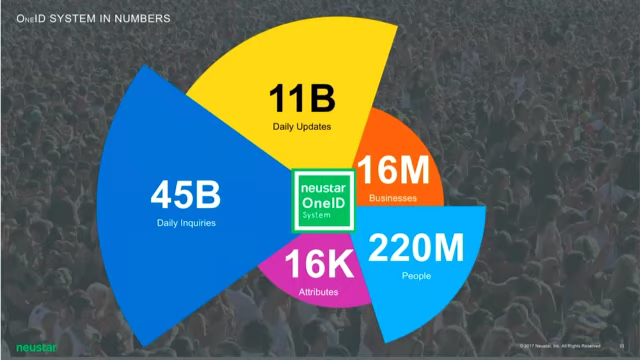 OneID SYSTEM IN NUMBERS
11B
Daily Updates
16M
Businesses
45B
Daily Inquiries
neustar
OneID
System
220M
People
16K
Attributes
neustar
© 2017 Neustar, Inc. All Rights Reserved